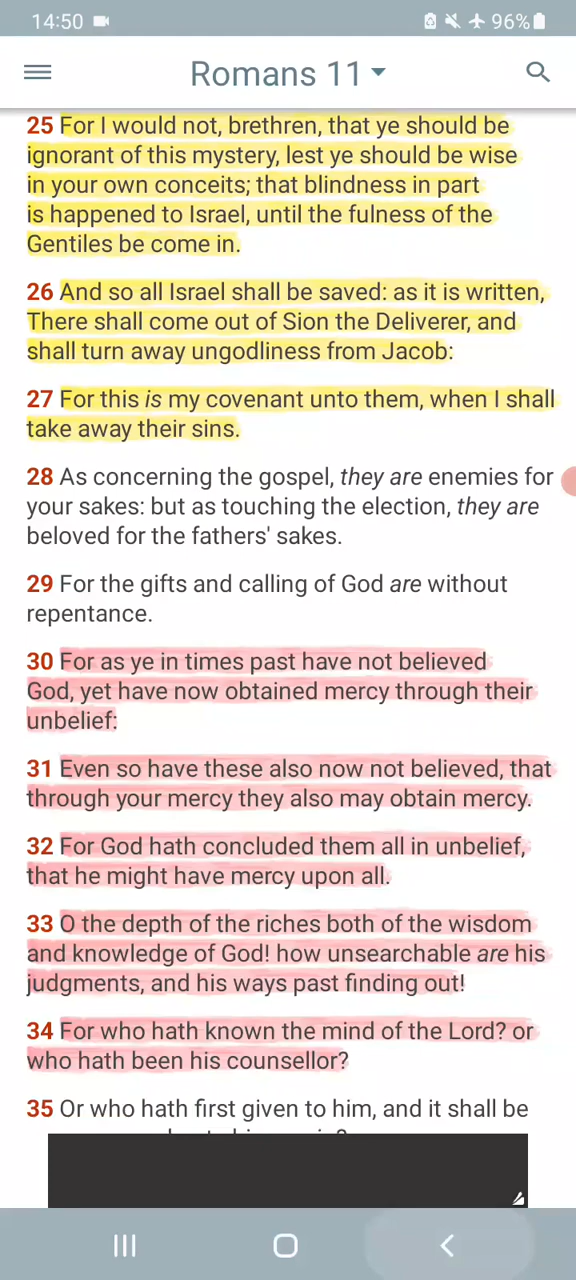 14:50 96%
Romans 11
25 For I would not, brethren, that ye should be
ignorant of this mystery, lest ye should be wise
in your own conceits; that blindness in part
is happened to Israel, until the fulness of the
Gentiles be come in.
26 And so all Israel shall be saved: as it is written,
There shall come out of Sion the Deliverer, and
shall turn away ungodliness from Jacob:
27 For this is my covenant unto them, when I shall
take away their sins.
28 As concerning the gospel, they are enemies for
your sakes: but as touching the election, they are
beloved for the fathers' sakes.
29 For the gifts and calling of God are without
repentance.
30 For as ye in times past have not believed
God, yet have now obtained mercy through their
unbelief:
31 Even so have these also now not believed, that
through your mercy they also may obtain mercy.
32 For God hath concluded them all in unbelief,
that he might have mercy upon all.
33 O the depth of the riches both of the wisdom
and knowledge of God! how unsearchable are his
judgments, and his ways past finding out!
34 For who hath known the mind of the Lord? or
who hath been his counsellor?
35 Or who hath first given to him, and it shall be